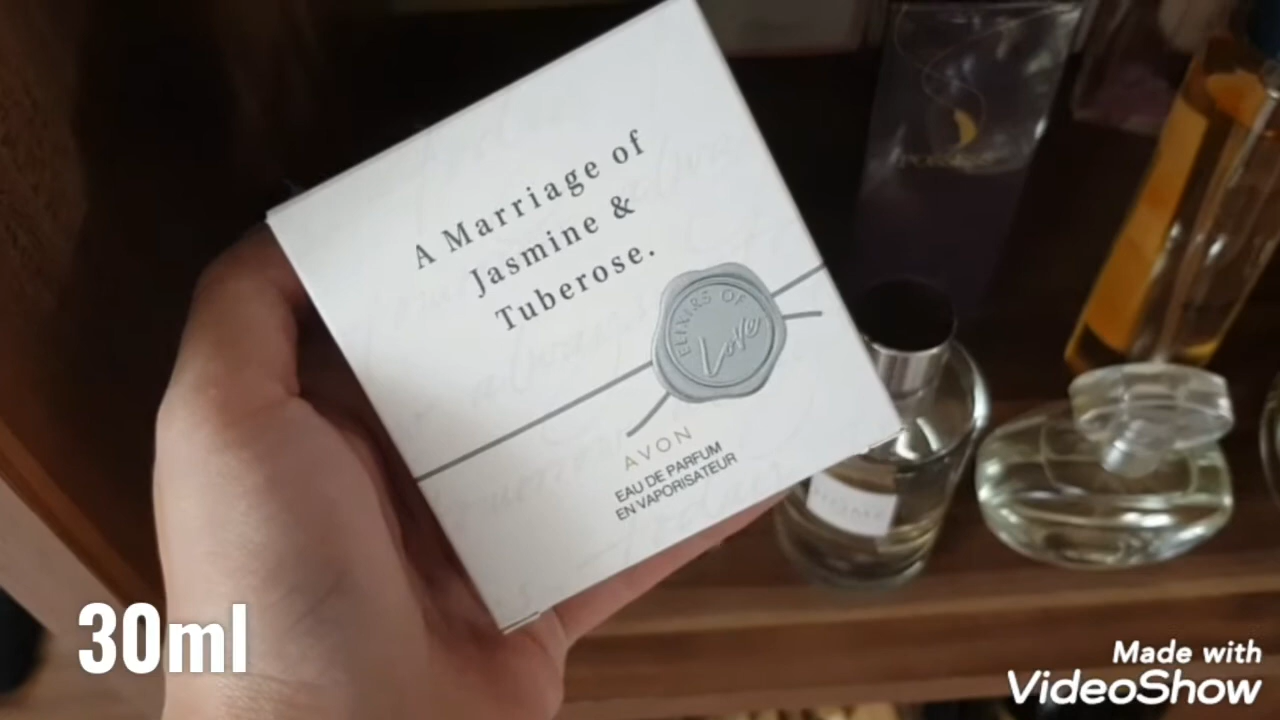 A Marriage of
Jasmine &
Tuberose.
ELIXIRS OF
Love
AVON
EAU DE PARFUM
EN VAPORISATEUR
30ml
Made with
VideoShow